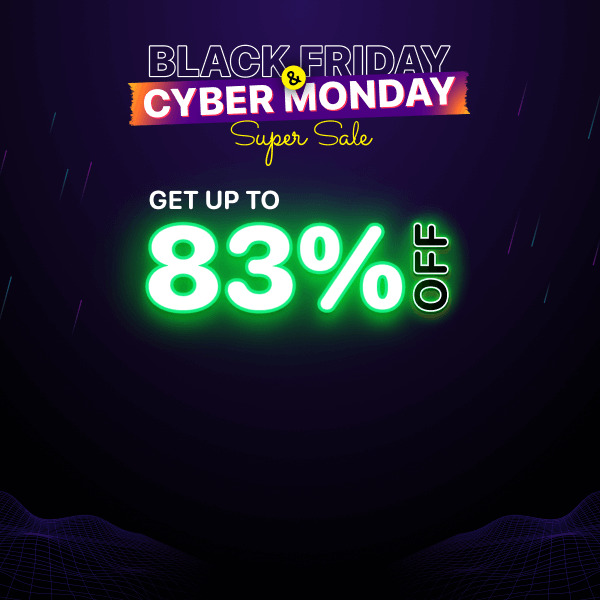 BLACK FRIDAY
&
CYBER MONDAY
Super Sale
GET UP TO
83% OFF